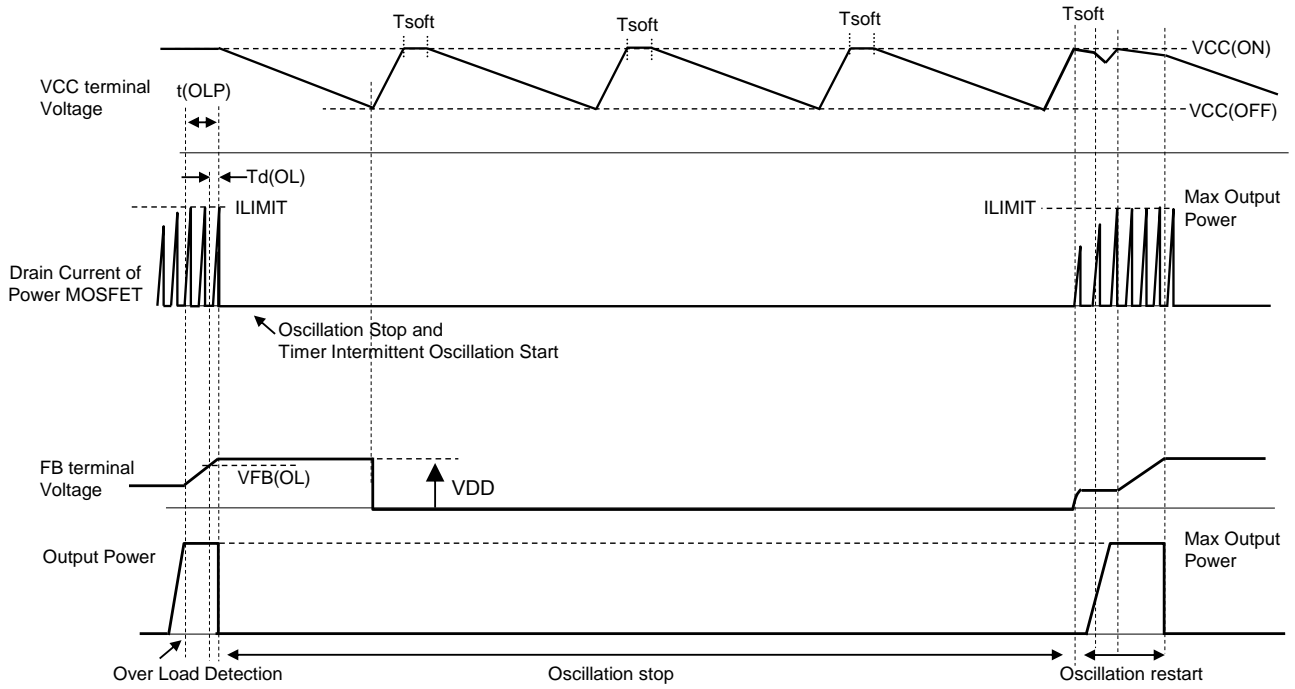 Tsoft
Tsoft
Tsoft
Tsoft
VCC(ON)
VCC terminal
Voltage
t(OLP)
VCC(OFF)
Td(OL)
ILIMIT
ILIMIT
Max Output
Power
Drain Current of
Power MOSFET
Oscillation Stop and
Timer Intermittent Oscillation Start
FB terminal
Voltage
VFB(OL)
VDD
Output Power
Max Output
Power
Over Load Detection
Oscillation stop
Oscillation restart